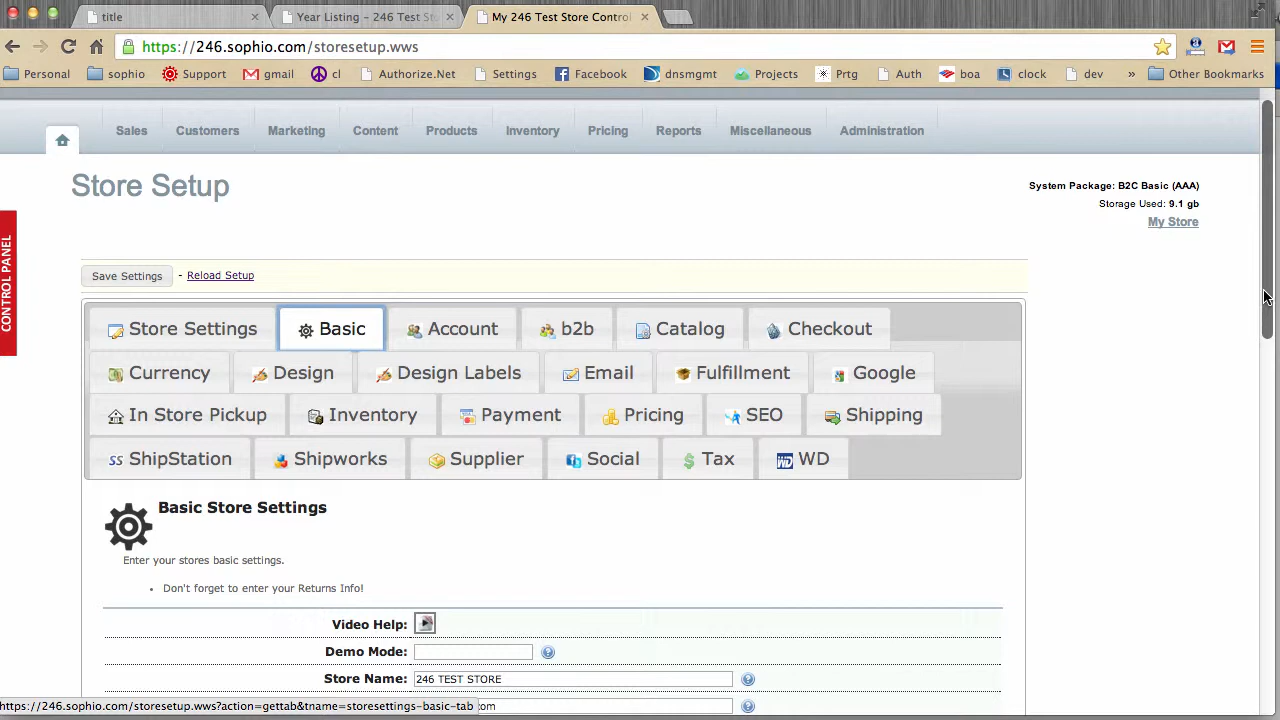 title
Year Listing - 246 Test St
My 246 Test Store Control
https://246.sophio.com/storesetup.wws
Personal sophio Support gmail cl Authorize.Net Settings Facebook dnsmgmt Projects Prtg Auth boa clock dev » Other Bookmarks
Sales Customers Marketing Content Products Inventory Pricing Reports Miscellaneous Administration
Store Setup
System Package: B2C Basic (AAA)
Storage Used: 9.1 gb
My Store
CONTROL PANEL
Save Settings - Reload Setup
Store Settings Basic Account b2b Catalog Checkout
Currency Design Design Labels Email Fulfillment Google
In Store Pickup Inventory Payment Pricing SEO Shipping
SS ShipStation Shipworks Supplier Social Tax WD
Basic Store Settings
Enter your stores basic settings.
• Don't forget to enter your Returns Info!
Video Help:
Demo Mode:
Store Name: 246 TEST STORE
https://246.sophio.com/storesetup.wws?action=gettab&tname=storesettings-basic-tab com